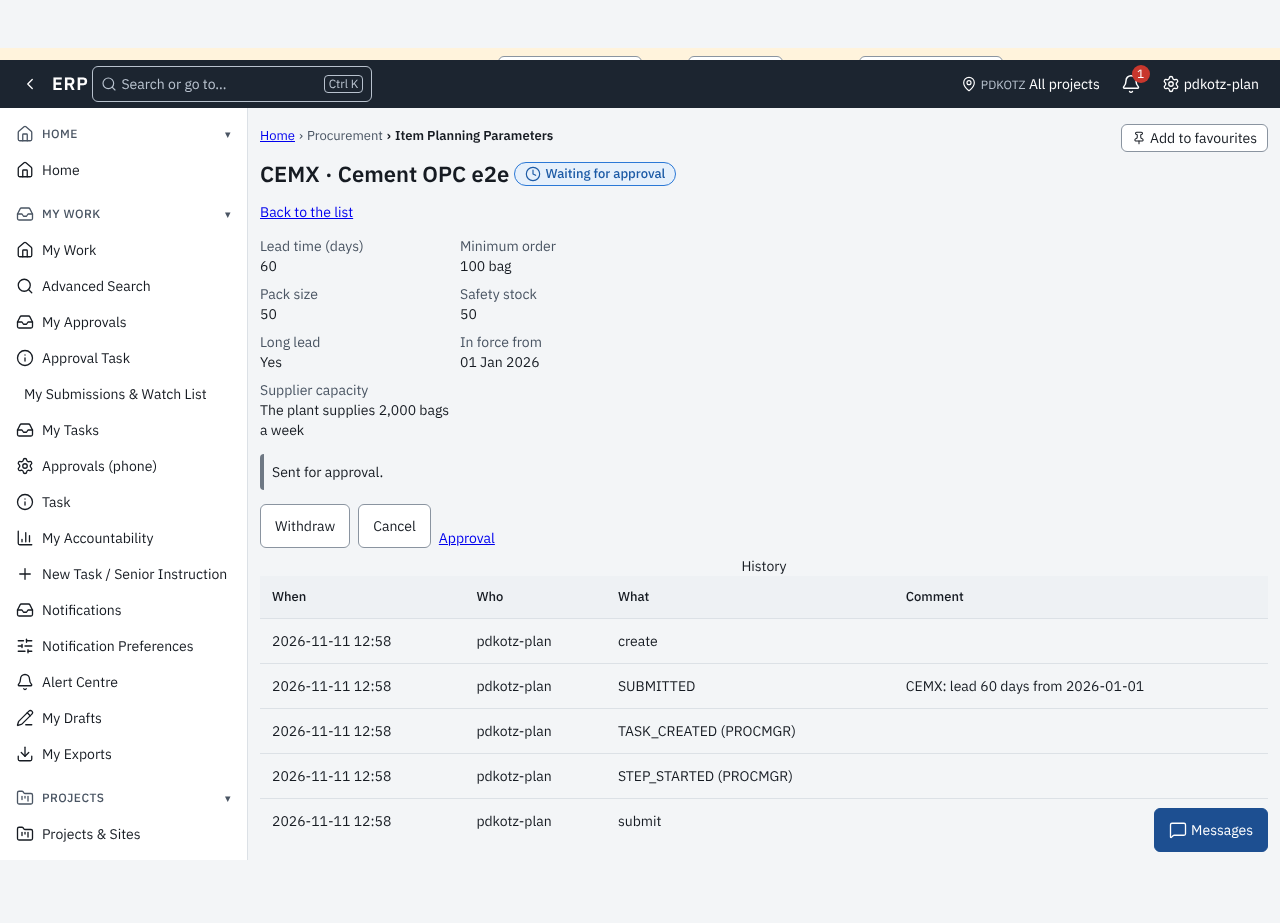 ERP
Search or go to... Ctrl K
PDKOTZ All projects
1
pdkotz-plan
HOME
Home
MY WORK
My Work
Advanced Search
My Approvals
Approval Task
My Submissions & Watch List
My Tasks
Approvals (phone)
Task
My Accountability
New Task / Senior Instruction
Notifications
Notification Preferences
Alert Centre
My Drafts
My Exports
PROJECTS
Projects & Sites
Home › Procurement › Item Planning Parameters
Add to favourites
CEMX · Cement OPC e2e Waiting for approval
Back to the list
Lead time (days) Minimum order
60 100 bag
Pack size Safety stock
50 50
Long lead In force from
Yes 01 Jan 2026
Supplier capacity
The plant supplies 2,000 bags
a week
Sent for approval.
Withdraw Cancel Approval
History
When Who What Comment
2026-11-11 12:58 pdkotz-plan create
2026-11-11 12:58 pdkotz-plan SUBMITTED CEMX: lead 60 days from 2026-01-01
2026-11-11 12:58 pdkotz-plan TASK_CREATED (PROCMGR)
2026-11-11 12:58 pdkotz-plan STEP_STARTED (PROCMGR)
2026-11-11 12:58 pdkotz-plan submit
Messages